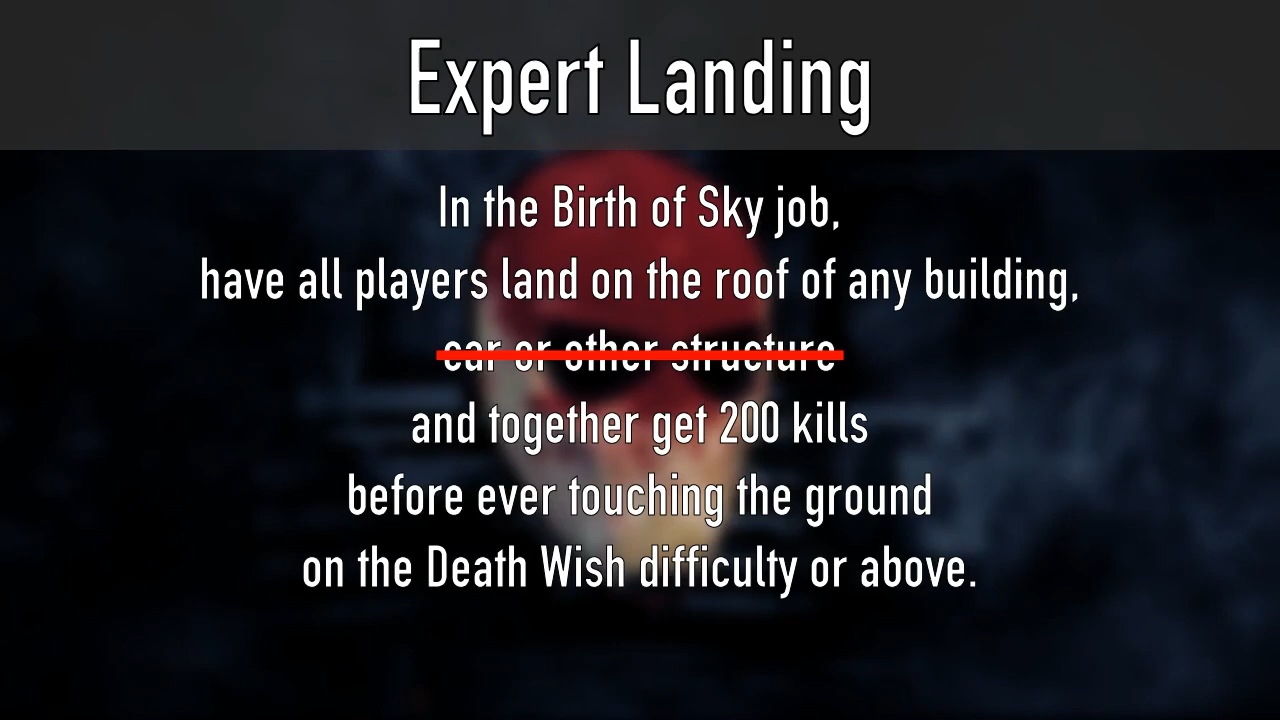 Expert Landing
In the Birth of Sky job,
have all players land on the roof of any building,
car or other structure
and together get 200 kills
before ever touching the ground
on the Death Wish difficulty or above.